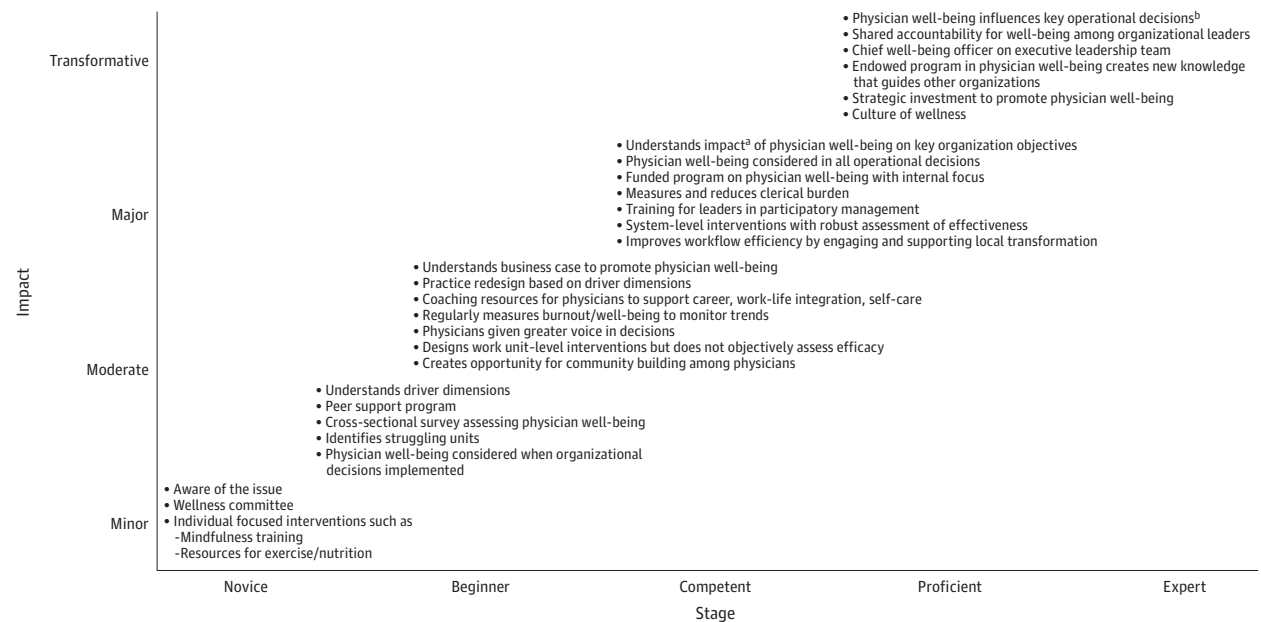 Transformative
• Physician well-being influences key operational decisionsᵇ
• Shared accountability for well-being among organizational leaders
• Chief well-being officer on executive leadership team
• Endowed program in physician well-being creates new knowledge
that guides other organizations
• Strategic investment to promote physician well-being
• Culture of wellness
Major
• Understands impactᵃ of physician well-being on key organization objectives
• Physician well-being considered in all operational decisions
• Funded program on physician well-being with internal focus
• Measures and reduces clerical burden
• Training for leaders in participatory management
• System-level interventions with robust assessment of effectiveness
• Improves workflow efficiency by engaging and supporting local transformation
Impact
• Understands business case to promote physician well-being
• Practice redesign based on driver dimensions
• Coaching resources for physicians to support career, work-life integration, self-care
• Regularly measures burnout/well-being to monitor trends
• Physicians given greater voice in decisions
• Designs work unit-level interventions but does not objectively assess efficacy
• Creates opportunity for community building among physicians
Moderate
• Understands driver dimensions
• Peer support program
• Cross-sectional survey assessing physician well-being
• Identifies struggling units
• Physician well-being considered when organizational
decisions implemented
Minor
• Aware of the issue
• Wellness committee
• Individual focused interventions such as
-Mindfulness training
-Resources for exercise/nutrition
Novice Beginner Competent Proficient Expert
Stage